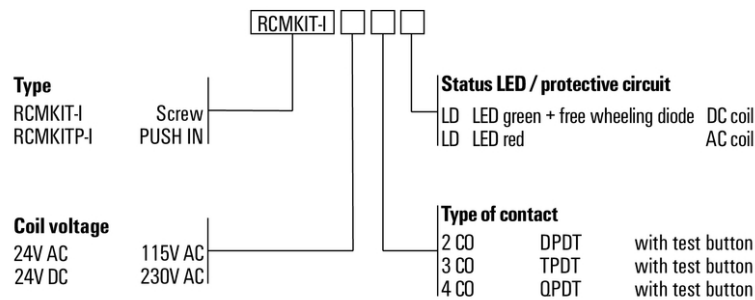 RCMKIT-I
Type
RCMKIT-I Screw
RCMKITP-I PUSH IN
Status LED / protective circuit
LD LED green + free wheeling diode DC coil
LD LED red AC coil
Coil voltage
24V AC 115V AC
24V DC 230V AC
Type of contact
2 CO DPDT with test button
3 CO TPDT with test button
4 CO QPDT with test button